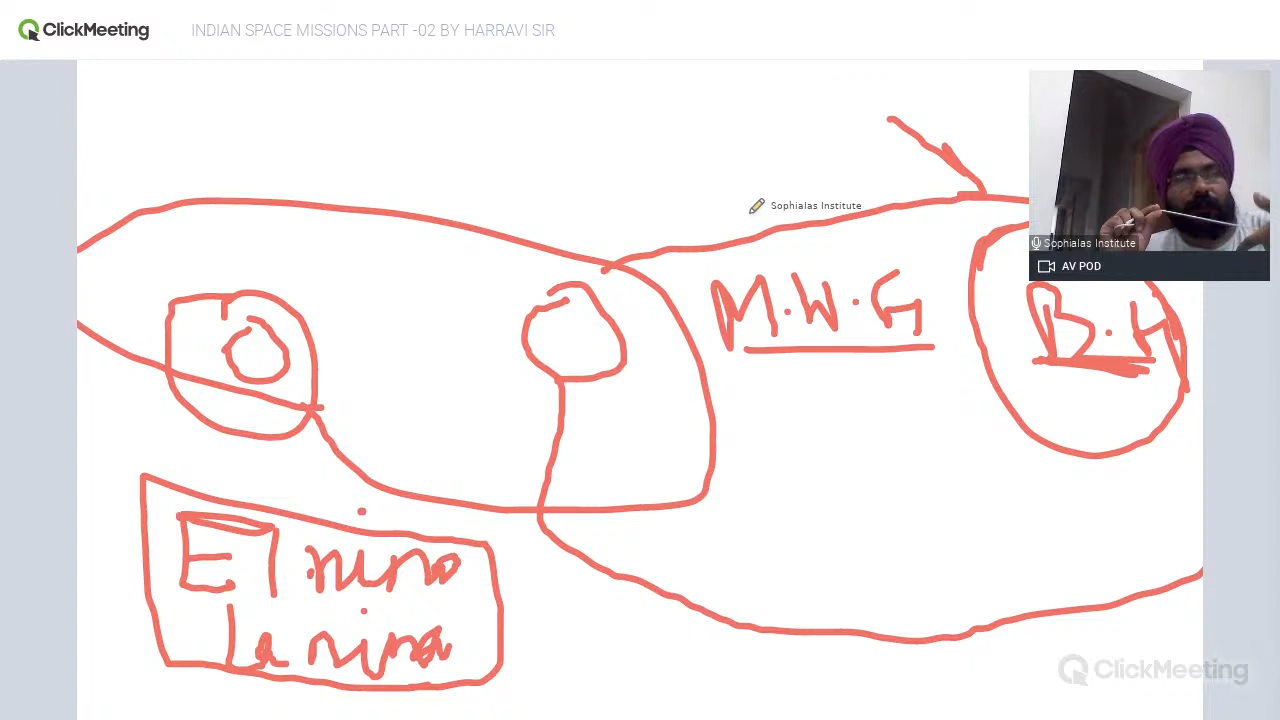 ClickMeeting
INDIAN SPACE MISSIONS PART -02 BY HARRAVI SIR
Sophialas Institute
M.W.G
B.H
Sophialas Institute
AV POD
El nino
La nina
ClickMeeting